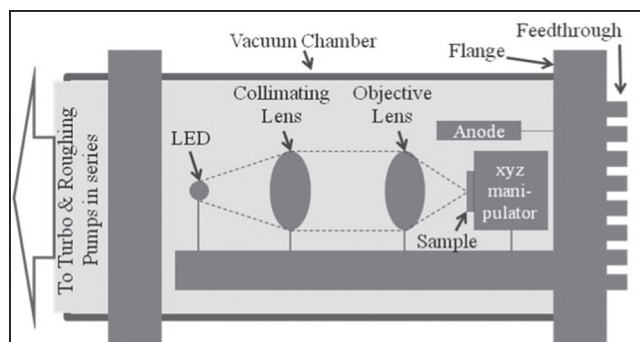 Feedthrough
Vacuum Chamber
Flange
Collimating
Lens
Objective
Lens
LED
Anode
xyz
mani-
pulator
Sample
To Turbo & Roughing
Pumps in series